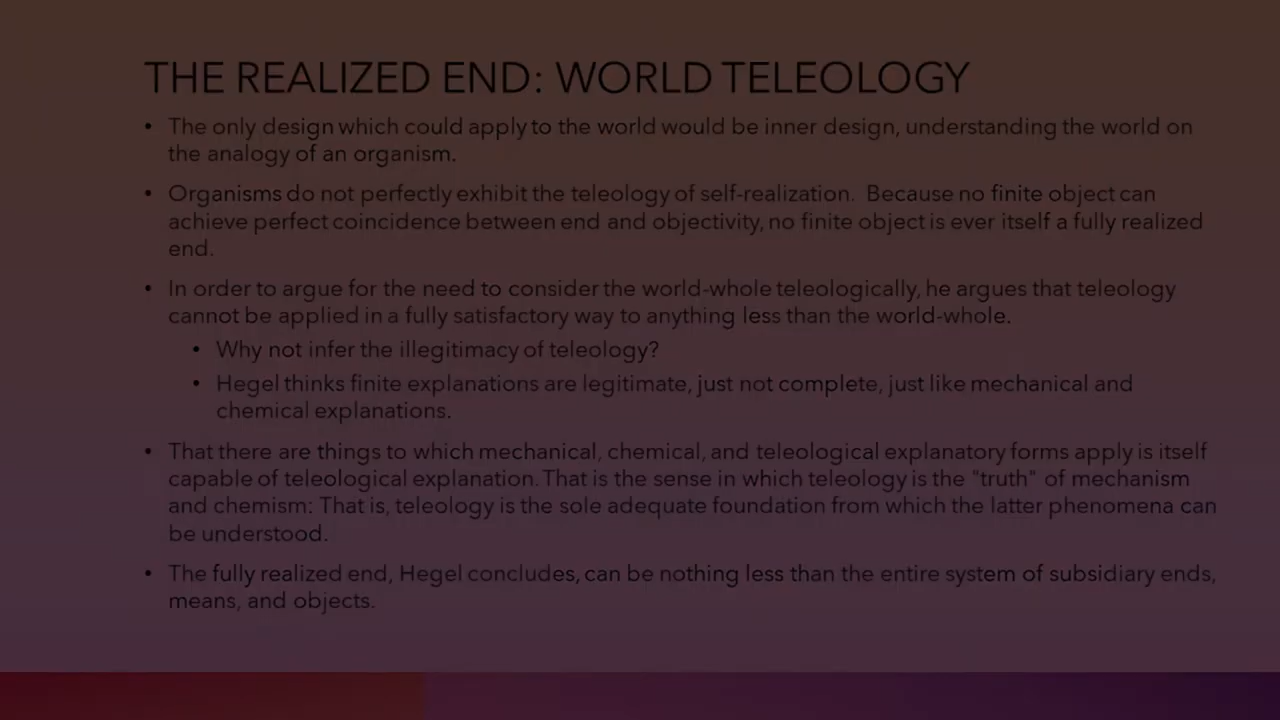 THE REALIZED END: WORLD TELEOLOGY
• The only design which could apply to the world would be inner design, understanding the world on
the analogy of an organism.
• Organisms do not perfectly exhibit the teleology of self-realization. Because no finite object can
achieve perfect coincidence between end and objectivity, no finite object is ever itself a fully realized
end.
• In order to argue for the need to consider the world-whole teleologically, he argues that teleology
cannot be applied in a fully satisfactory way to anything less than the world-whole.
• Why not infer the illegitimacy of teleology?
• Hegel thinks finite explanations are legitimate, just not complete, just like mechanical and
chemical explanations.
• That there are things to which mechanical, chemical, and teleological explanatory forms apply is itself
capable of teleological explanation. That is the sense in which teleology is the "truth" of mechanism
and chemism: That is, teleology is the sole adequate foundation from which the latter phenomena can
be understood.
• The fully realized end, Hegel concludes, can be nothing less than the entire system of subsidiary ends,
means, and objects.